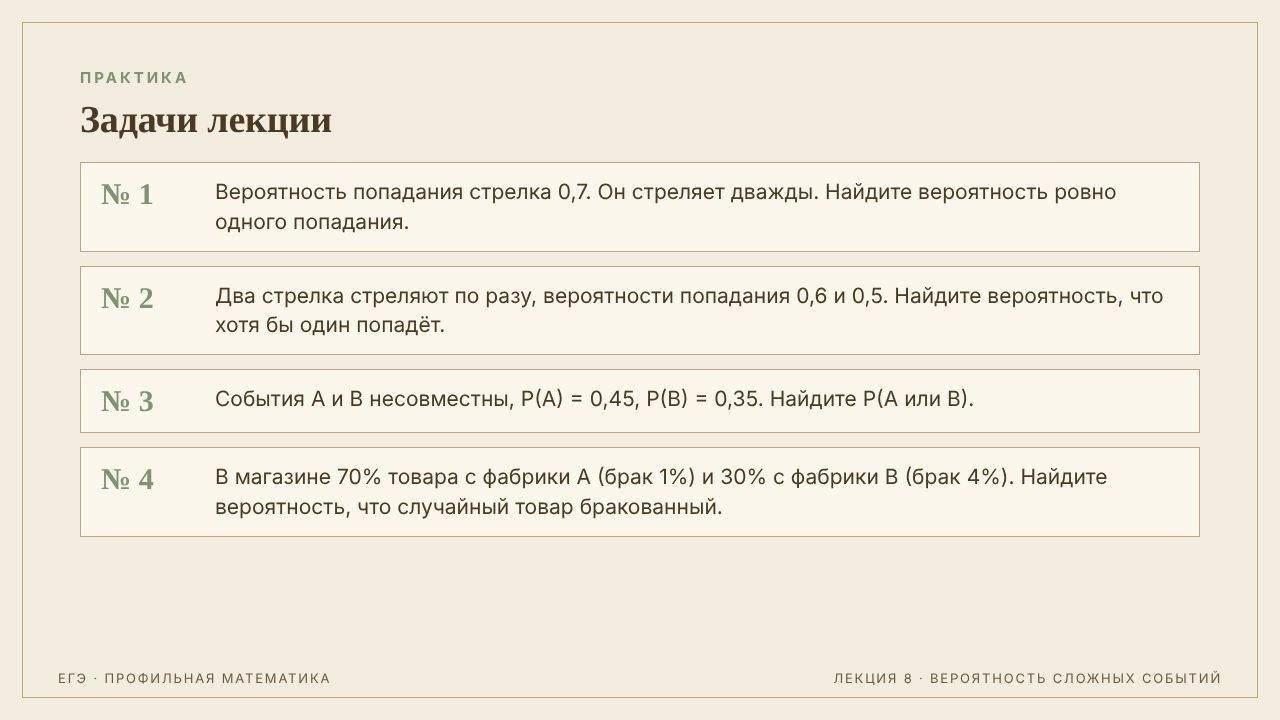 ПРАКТИКА
Задачи лекции
№ 1
Вероятность попадания стрелка 0,7. Он стреляет дважды. Найдите вероятность ровно
одного попадания.
№ 2
Два стрелка стреляют по разу, вероятности попадания 0,6 и 0,5. Найдите вероятность, что
хотя бы один попадёт.
№ 3
События A и B несовместны, P(A) = 0,45, P(B) = 0,35. Найдите P(A или B).
№ 4
В магазине 70% товара с фабрики A (брак 1%) и 30% с фабрики B (брак 4%). Найдите
вероятность, что случайный товар бракованный.
ЕГЭ · ПРОФИЛЬНАЯ МАТЕМАТИКА
ЛЕКЦИЯ 8 · ВЕРОЯТНОСТЬ СЛОЖНЫХ СОБЫТИЙ